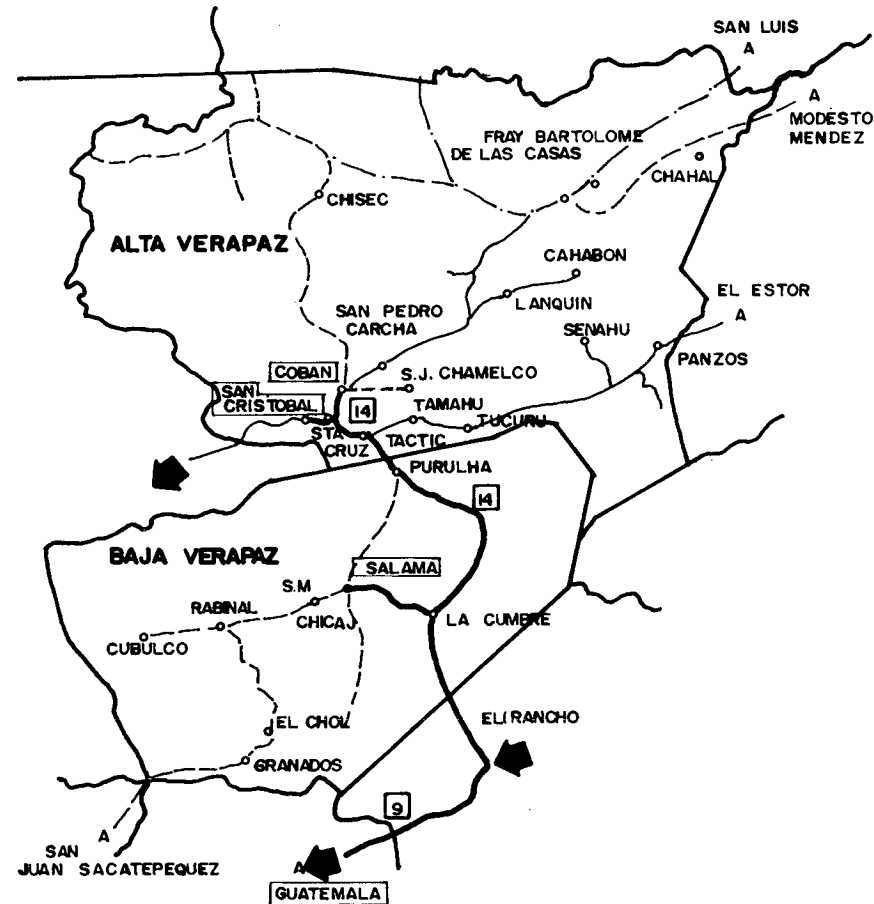 SAN LUIS
A
A
MODESTO
MENDEZ
FRAY BARTOLOME
DE LAS CASAS
CHAHAL
CHISEC
ALTA VERAPAZ
CAHABON
LANQUIN
EL ESTOR
A
SAN PEDRO
CARCHA
SENAHU
PANZOS
COBAN
S.J. CHAMELCO
SAN
CRISTOBAL
14
TAMAHU
TUCURU
STA
CRUZ
TACTIC
PURULHA
14
BAJA VERAPAZ
SALAMA
S.M
CHICAJ
RABINAL
LA CUMBRE
CUBULCO
EL CHOL
EL RANCHO
GRANADOS
9
A
SAN
JUAN SACATEPEQUEZ
A
GUATEMALA